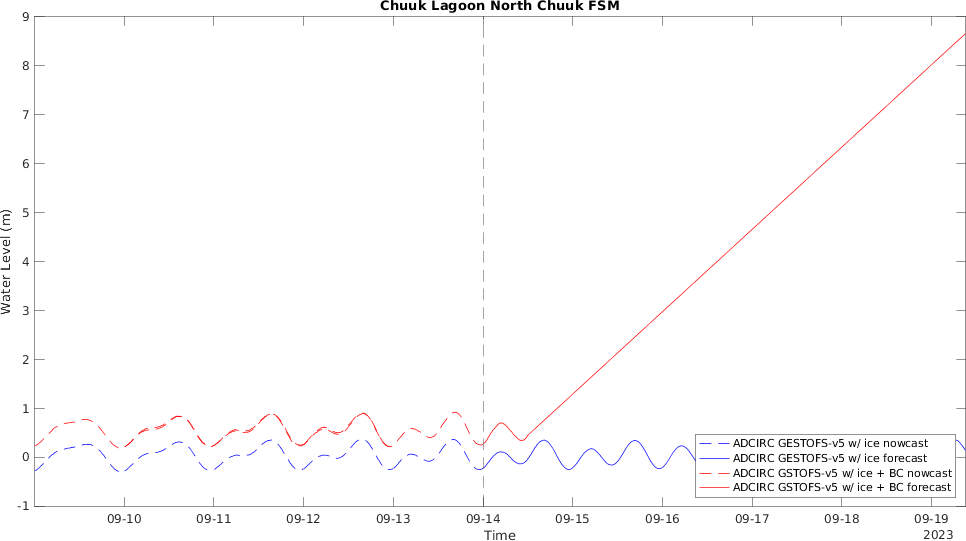 Chuuk Lagoon North Chuuk FSM
9
8
7
6
5
4
3
2
1
0
-1
Water Level (m)
ADCIRC GESTOFS-v5 w/ ice nowcast
ADCIRC GESTOFS-v5 w/ ice forecast
ADCIRC GSTOFS-v5 w/ ice + BC nowcast
ADCIRC GSTOFS-v5 w/ ice + BC forecast
09-10 09-11 09-12 09-13 09-14 09-15 09-16 09-17 09-18 09-19
2023
Time